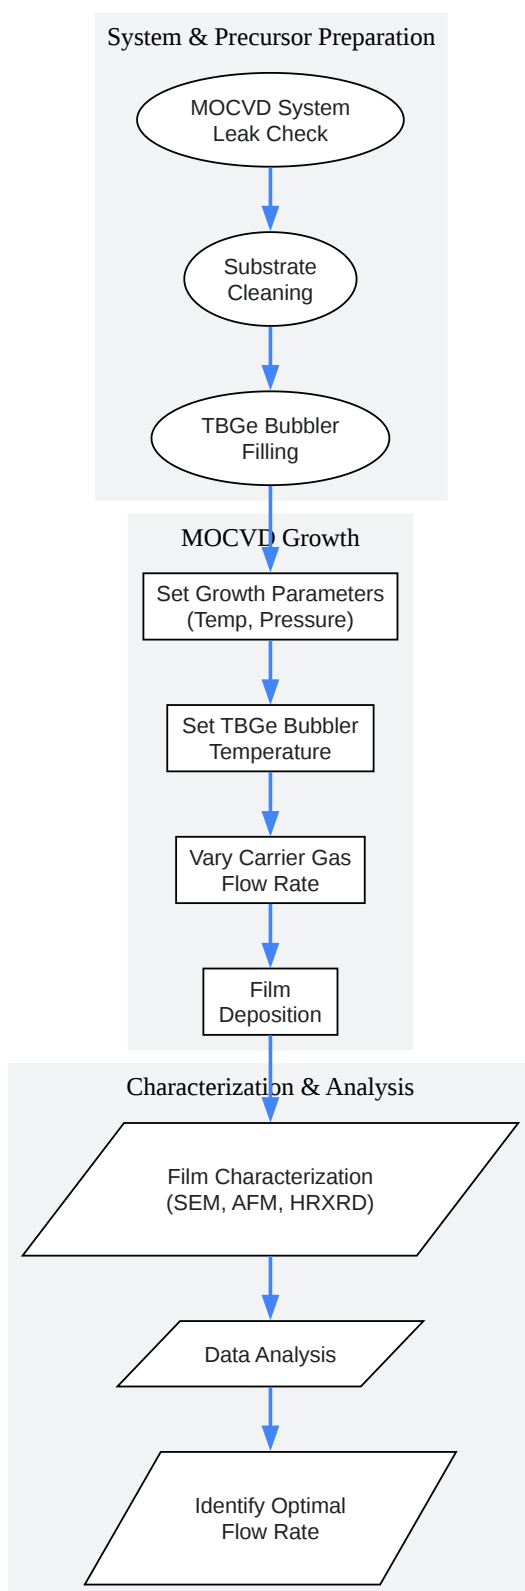 System & Precursor Preparation
MOCVD System
Leak Check
Substrate
Cleaning
TBGe Bubbler
Filling
MOCVD Growth
Set Growth Parameters
(Temp, Pressure)
Set TBGe Bubbler
Temperature
Vary Carrier Gas
Flow Rate
Film
Deposition
Characterization & Analysis
Film Characterization
(SEM, AFM, HRXRD)
Data Analysis
Identify Optimal
Flow Rate